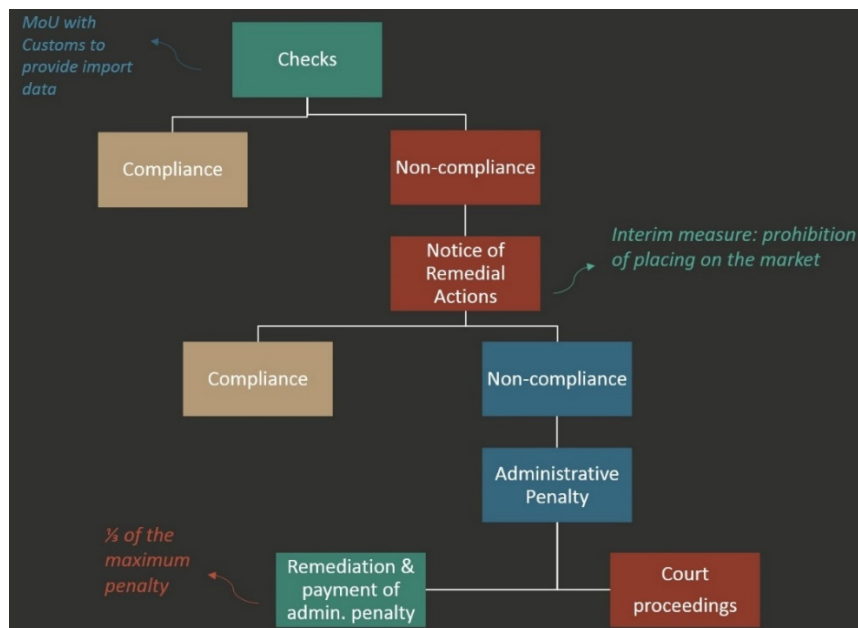 MoU with
Customs to
provide import
data
Checks
Compliance
Non-compliance
Notice of
Remedial
Actions
Interim measure: prohibition
of placing on the market
Compliance
Non-compliance
Administrative
Penalty
⅓ of the
maximum
penalty
Remediation &
payment of
admin. penalty
Court
proceedings